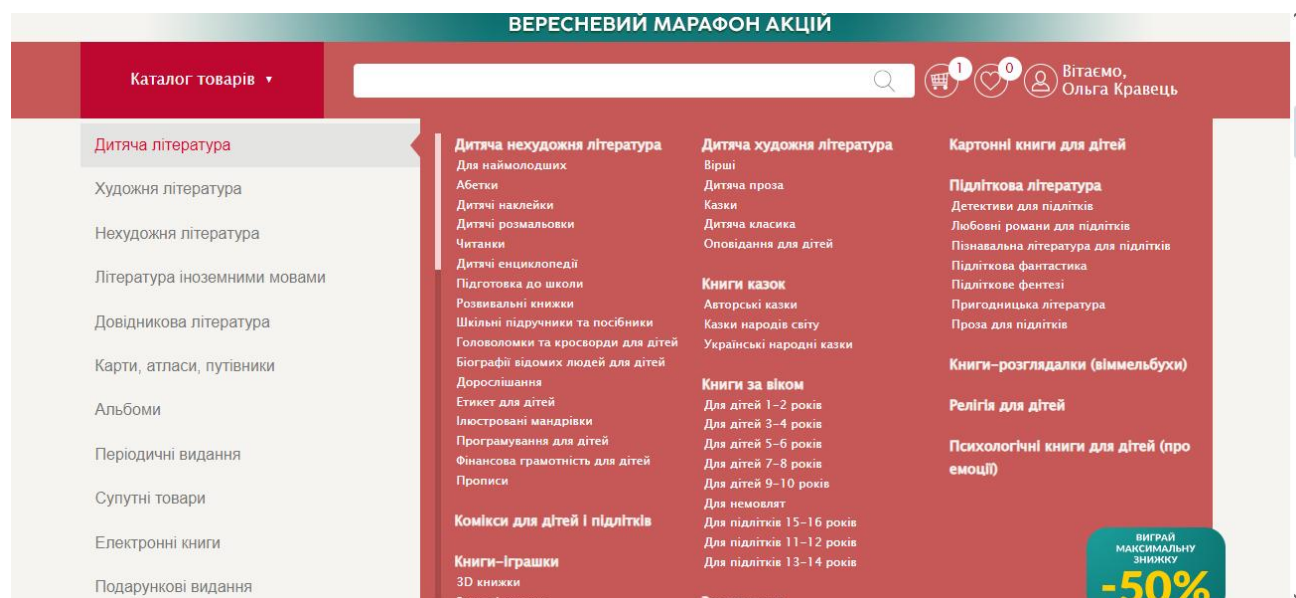 ВЕРЕСНЕВИЙ МАРАФОН АКЦІЙ
Каталог товарів
1
0
Вітаємо,
Ольга Кравець
Дитяча література
Художня література
Нехудожня література
Література іноземними мовами
Довідникова література
Карти, атласи, путівники
Альбоми
Періодичні видання
Супутні товари
Електронні книги
Подарункові видання
Дитяча нехудожня література
Для наймолодших
Абетки
Дитячі наклейки
Дитячі розмальовки
Читанки
Дитячі енциклопедії
Підготовка до школи
Розвивальні книжки
Шкільні підручники та посібники
Головоломки та кросворди для дітей
Біографії відомих людей для дітей
Дорослішання
Етикет для дітей
Ілюстровані мандрівки
Програмування для дітей
Фінансова грамотність для дітей
Прописи
Комікси для дітей і підлітків
Книги-іграшки
3D книжки
Дитяча художня література
Вірші
Дитяча проза
Казки
Дитяча класика
Оповідання для дітей
Книги казок
Авторські казки
Казки народів світу
Українські народні казки
Книги за віком
Для дітей 1-2 років
Для дітей 3-4 років
Для дітей 5-6 років
Для дітей 7-8 років
Для дітей 9-10 років
Для немовлят
Для підлітків 15-16 років
Для підлітків 11-12 років
Для підлітків 13-14 років
Картонні книги для дітей
Підліткова література
Детективи для підлітків
Любовні романи для підлітків
Пізнавальна література для підлітків
Підліткова фантастика
Підліткове фентезі
Пригодницька література
Проза для підлітків
Книги-розглядалки (віммельбухи)
Релігія для дітей
Психологічні книги для дітей (про
емоції)
ВИГРАЙ
МАКСИМАЛЬНУ
ЗНИЖКУ
-50%